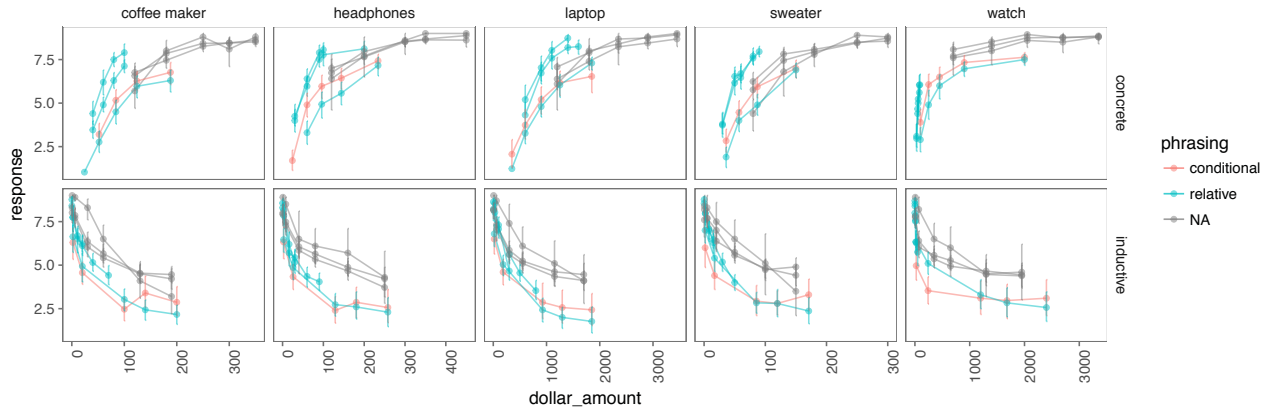 coffee maker headphones laptop sweater watch
7.5
5.0
2.5
concrete
7.5
5.0
2.5
inductive
response
0 100 200 300 0 100 200 300 400 0 1000 2000 3000 0 100 200 300 0 1000 2000 3000
dollar_amount
phrasing
conditional
relative
NA